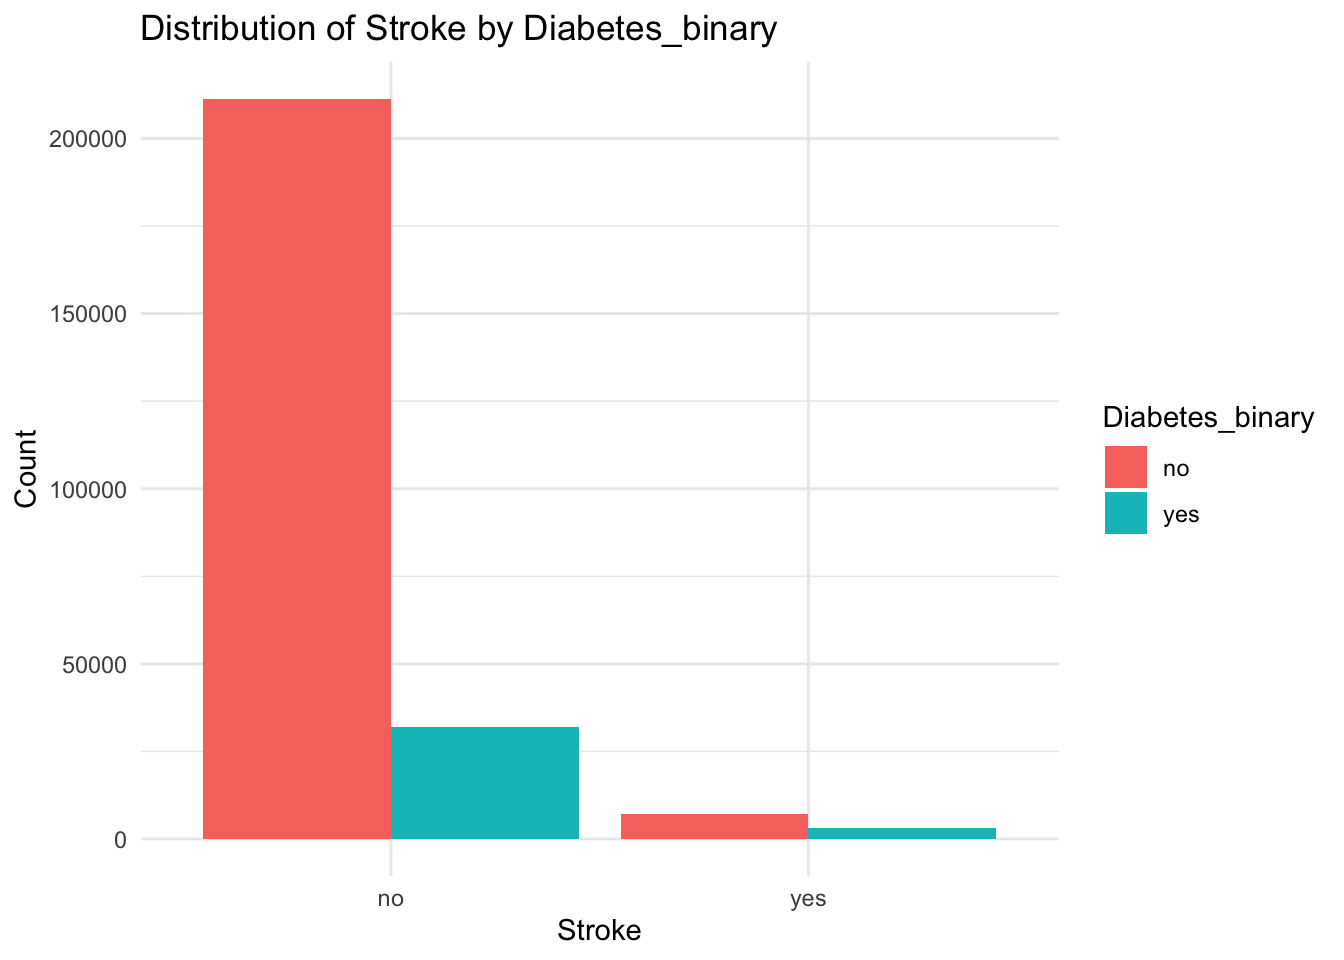 Distribution of Stroke by Diabetes_binary
200000
150000
100000
50000
0
Count
no
yes
Stroke
Diabetes_binary
no
yes